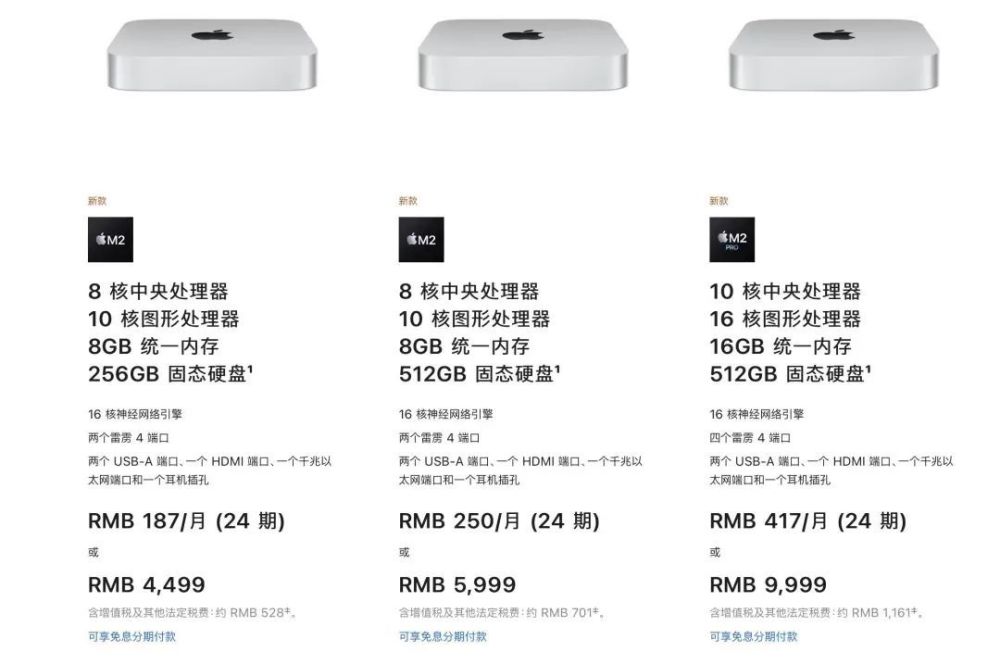 新款
M2
8 核中央处理器
10 核图形处理器
8GB 统一内存
256GB 固态硬盘¹
16 核神经网络引擎
两个雷雳 4 端口
两个 USB-A 端口、一个 HDMI 端口、一个千兆以
太网端口和一个耳机插孔
RMB 187/月 (24 期)
或
RMB 4,499
含增值税及其他法定税费：约 RMB 528‡。
可享免息分期付款
新款
M2
8 核中央处理器
10 核图形处理器
8GB 统一内存
512GB 固态硬盘¹
16 核神经网络引擎
两个雷雳 4 端口
两个 USB-A 端口、一个 HDMI 端口、一个千兆以
太网端口和一个耳机插孔
RMB 250/月 (24 期)
或
RMB 5,999
含增值税及其他法定税费：约 RMB 701‡。
可享免息分期付款
新款
M2
PRO
10 核中央处理器
16 核图形处理器
16GB 统一内存
512GB 固态硬盘¹
16 核神经网络引擎
四个雷雳 4 端口
两个 USB-A 端口、一个 HDMI 端口、一个千兆以
太网端口和一个耳机插孔
RMB 417/月 (24 期)
或
RMB 9,999
含增值税及其他法定税费：约 RMB 1,161‡。
可享免息分期付款